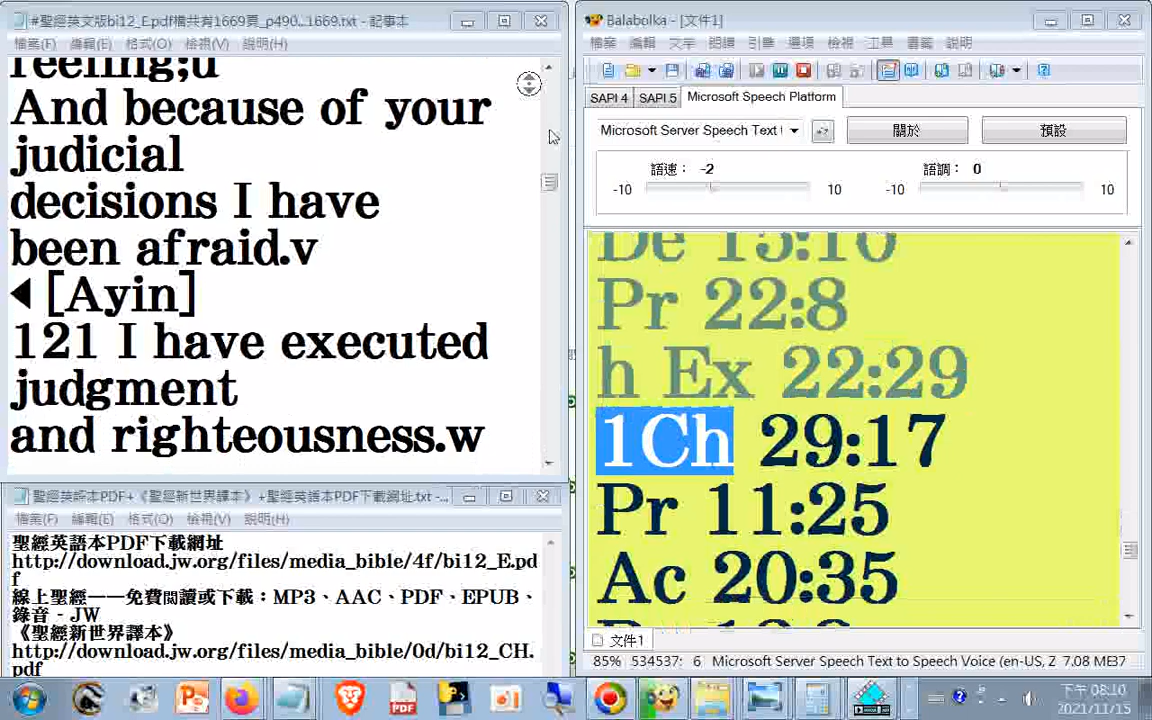 #聖經英文版bi12_E.pdf檔共有1669頁_p490...1669.txt - 記事本
檔案(F) 編輯(E) 格式(O) 檢視(V) 說明(H)
feeling;u
And because of your
judicial
decisions I have
been afraid.v
◀ [Ayin]
121 I have executed
judgment
and righteousness.w
聖經英譯本PDF+《聖經新世界譯本》+聖經英語本PDF下載網址.txt -...
檔案(F) 編輯(E) 格式(O) 檢視(V) 說明(H)
聖經英語本PDF下載網址
http://download.jw.org/files/media_bible/4f/bi12_E.pd
f
線上聖經——免費閱讀或下載：MP3、AAC、PDF、EPUB、
錄音 - JW
《聖經新世界譯本》
http://download.jw.org/files/media_bible/0d/bi12_CH.
pdf
Balabolka - [文件1]
檔案 編輯 文字 朗讀 引擎 選項 檢視 工具 書籤 說明
SAPI 4 SAPI 5 Microsoft Speech Platform
Microsoft Server Speech Text 關於 預設
語速： -2 語調： 0
-10 10 -10 10
De 15:10
Pr 22:8
h Ex 22:29
1Ch 29:17
Pr 11:25
Ac 20:35
文件1
85% 534537: 6 Microsoft Server Speech Text to Speech Voice (en-US, Z 7.08 ME37
PDF
下午 08:10
2021/11/15